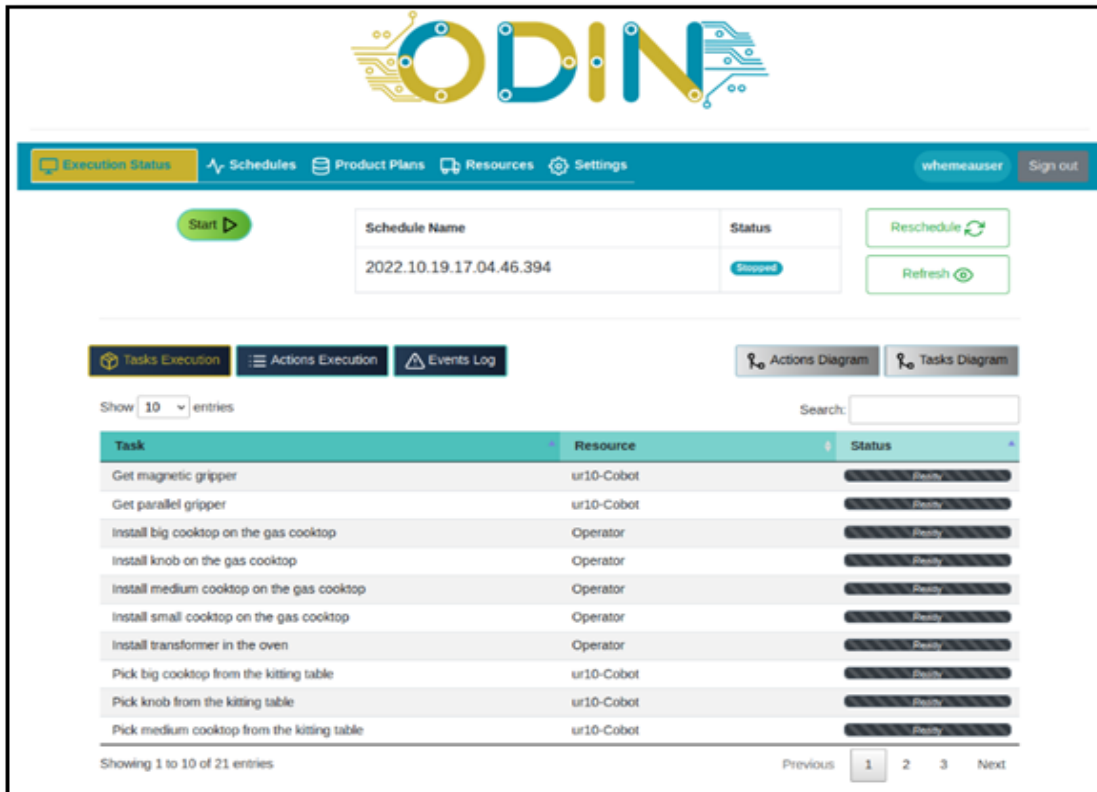 ODIN
Execution Status Schedules Product Plans Resources Settings whemeauser Sign out
Start Schedule Name Status Reschedule
2022.10.19.17.04.46.394 Stopped Refresh
Tasks Execution Actions Execution Events Log Actions Diagram Tasks Diagram
Show 10 entries Search:
Task Resource Status
Get magnetic gripper ur10-Cobot Ready
Get parallel gripper ur10-Cobot Ready
Install big cooktop on the gas cooktop Operator Ready
Install knob on the gas cooktop Operator Ready
Install medium cooktop on the gas cooktop Operator Ready
Install small cooktop on the gas cooktop Operator Ready
Install transformer in the oven Operator Ready
Pick big cooktop from the kitting table ur10-Cobot Ready
Pick knob from the kitting table ur10-Cobot Ready
Pick medium cooktop from the kitting table ur10-Cobot Ready
Showing 1 to 10 of 21 entries Previous 1 2 3 Next